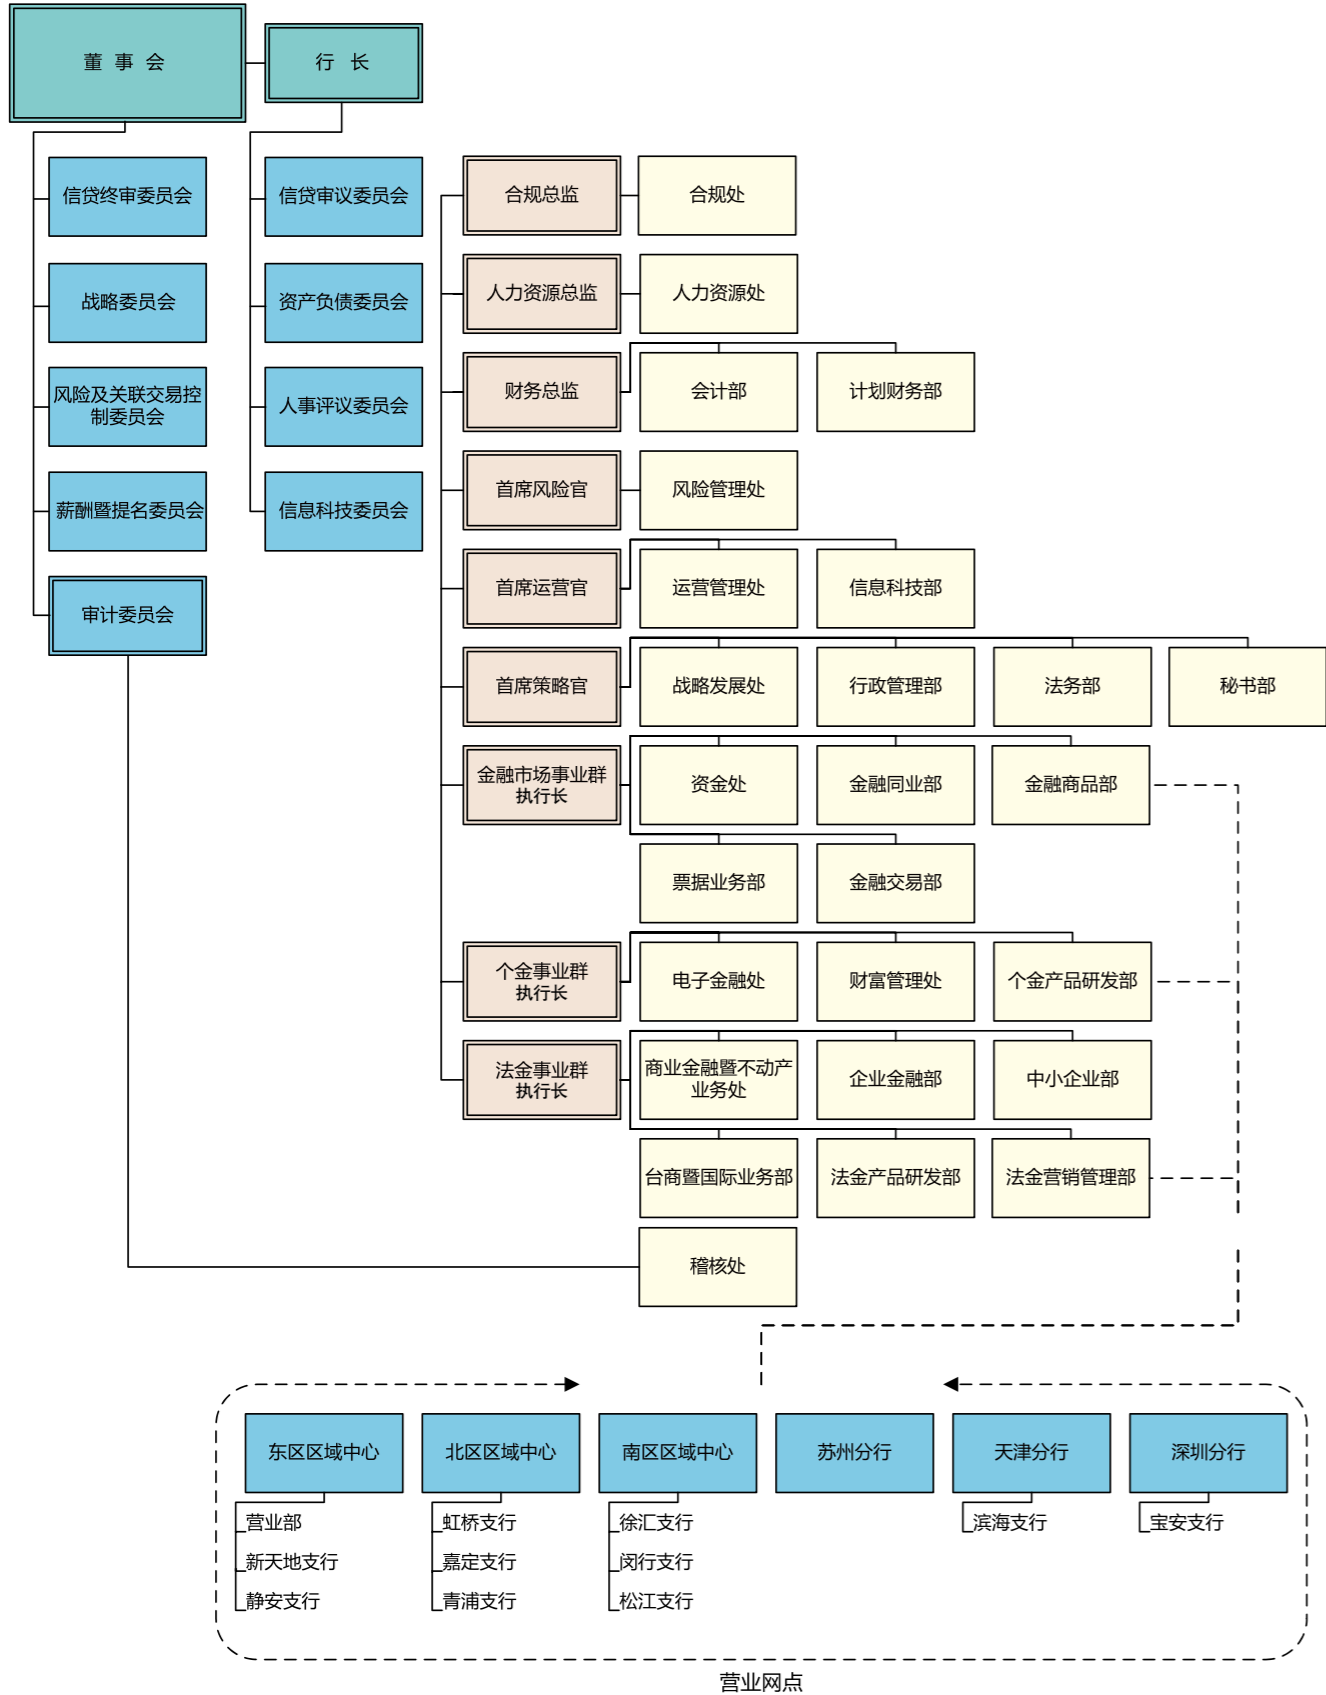 董 事 会
行 长
信贷终审委员会
信贷审议委员会
合规总监
合规处
战略委员会
资产负债委员会
人力资源总监
人力资源处
风险及关联交易控
制委员会
人事评议委员会
财务总监
会计部
计划财务部
薪酬暨提名委员会
信息科技委员会
首席风险官
风险管理处
审计委员会
首席运营官
运营管理处
信息科技部
首席策略官
战略发展处
行政管理部
法务部
秘书部
金融市场事业群
执行长
资金处
金融同业部
金融商品部
票据业务部
金融交易部
个金事业群
执行长
电子金融处
财富管理处
个金产品研发部
法金事业群
执行长
商业金融暨不动产
业务处
企业金融部
中小企业部
台商暨国际业务部
法金产品研发部
法金营销管理部
稽核处
东区区域中心
营业部
新天地支行
静安支行
北区区域中心
虹桥支行
嘉定支行
青浦支行
南区区域中心
徐汇支行
闵行支行
松江支行
苏州分行
天津分行
滨海支行
深圳分行
宝安支行
营业网点